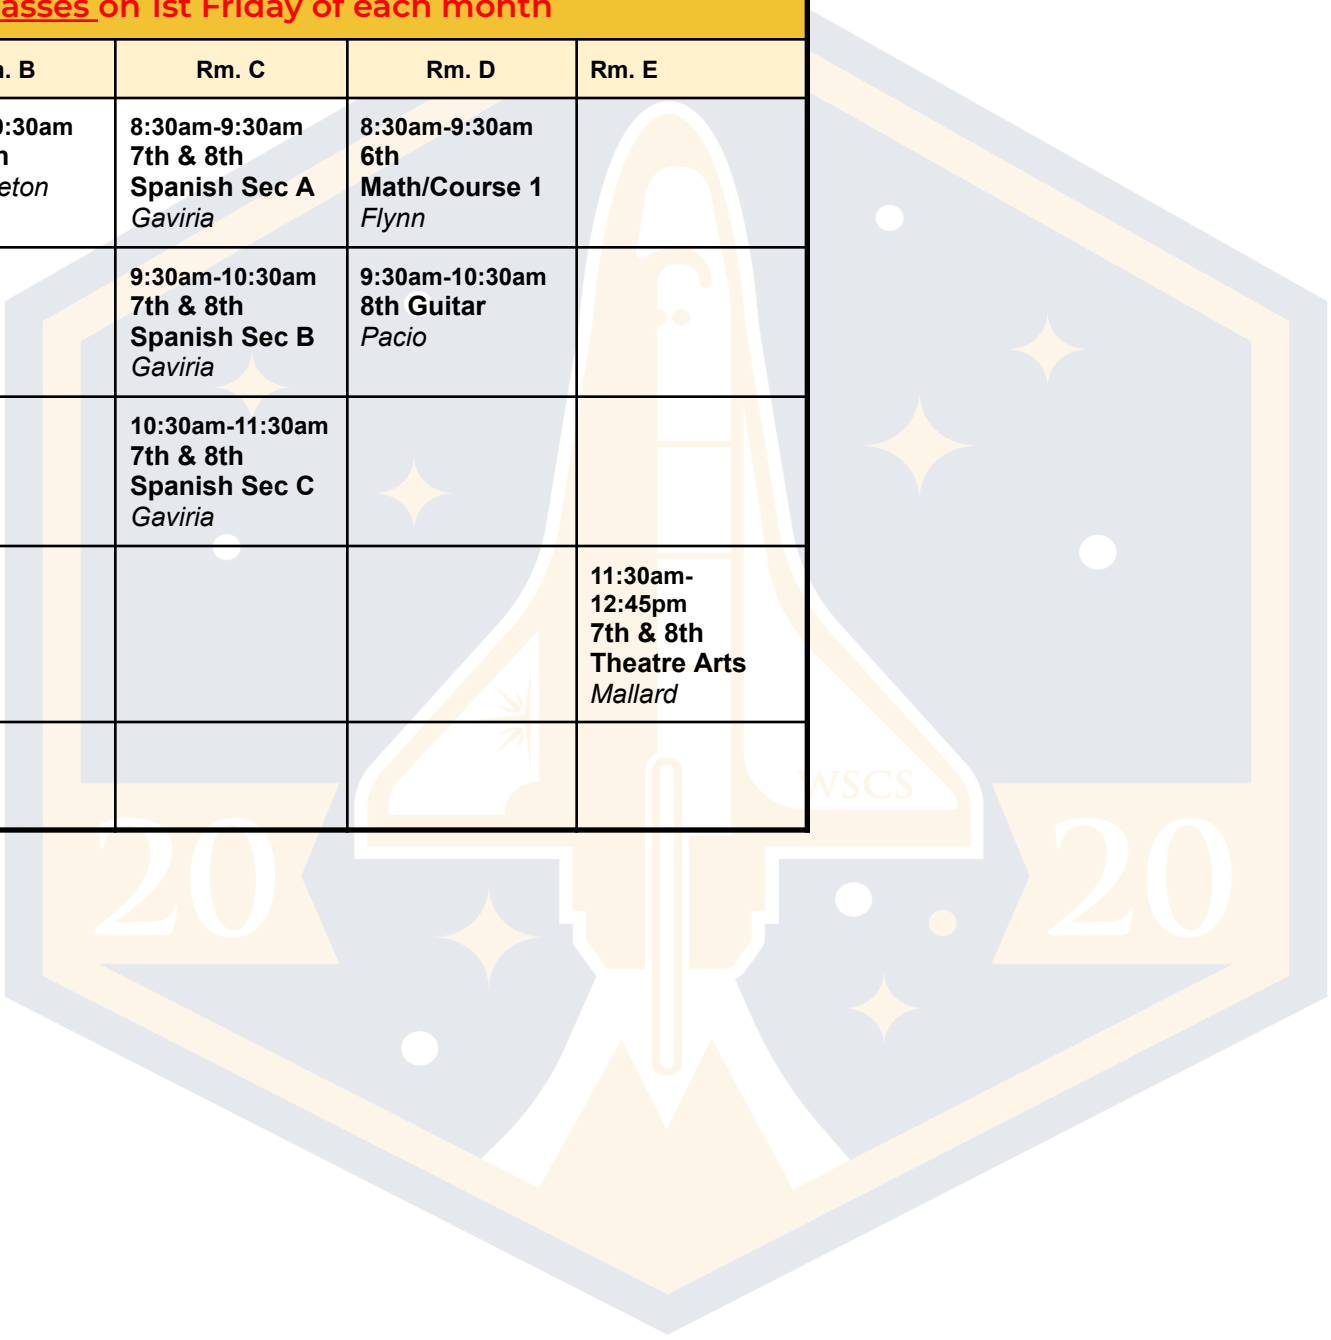 on 1st Friday of each month
B
Rm. C
Rm. D
Rm. E
8:30am-9:30am
7th & 8th
Spanish Sec A
Gaviria
8:30am-9:30am
6th
Math/Course 1
Flynn
9:30am-10:30am
7th & 8th
Spanish Sec B
Gaviria
9:30am-10:30am
8th Guitar
Pacio
10:30am-11:30am
7th & 8th
Spanish Sec C
Gaviria
11:30am-
12:45pm
7th & 8th
Theatre Arts
Mallard
WSCS
20
20